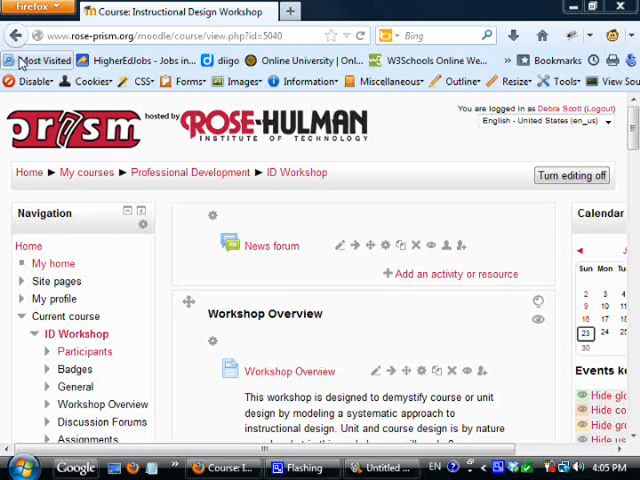 Firefox
Course: Instructional Design Workshop
www.rose-prism.org/moodle/course/view.php?id=5040
Bing
Most Visited
HigherEdJobs - Jobs in...
diigo
Online University | Onl...
W3Schools Online We...
Bookmarks
Disable
Cookies
CSS
Forms
Images
Information
Miscellaneous
Outline
Resize
Tools
View Sou
You are logged in as Debra Scott (Logout)
English - United States (en_us)
prism
hosted by
ROSE-HULMAN
INSTITUTE OF TECHNOLOGY
Home ► My courses ► Professional Development ► ID Workshop
Turn editing off
Navigation
Home
My home
Site pages
My profile
Current course
ID Workshop
Participants
Badges
General
Workshop Overview
Discussion Forums
Assignments
News forum
Add an activity or resource
Workshop Overview
Workshop Overview
This workshop is designed to demystify course or unit
design by modeling a systematic approach to
instructional design. Unit and course design is by nature
Calendar
Sun Mon Tue
2 3 4
9 10 11
16 17 18
23 24 25
30
Events k
Hide glo
Hide co
Hide gro
Hide us
Google
Course: I...
Flashing
Untitled ...
EN
4:05 PM